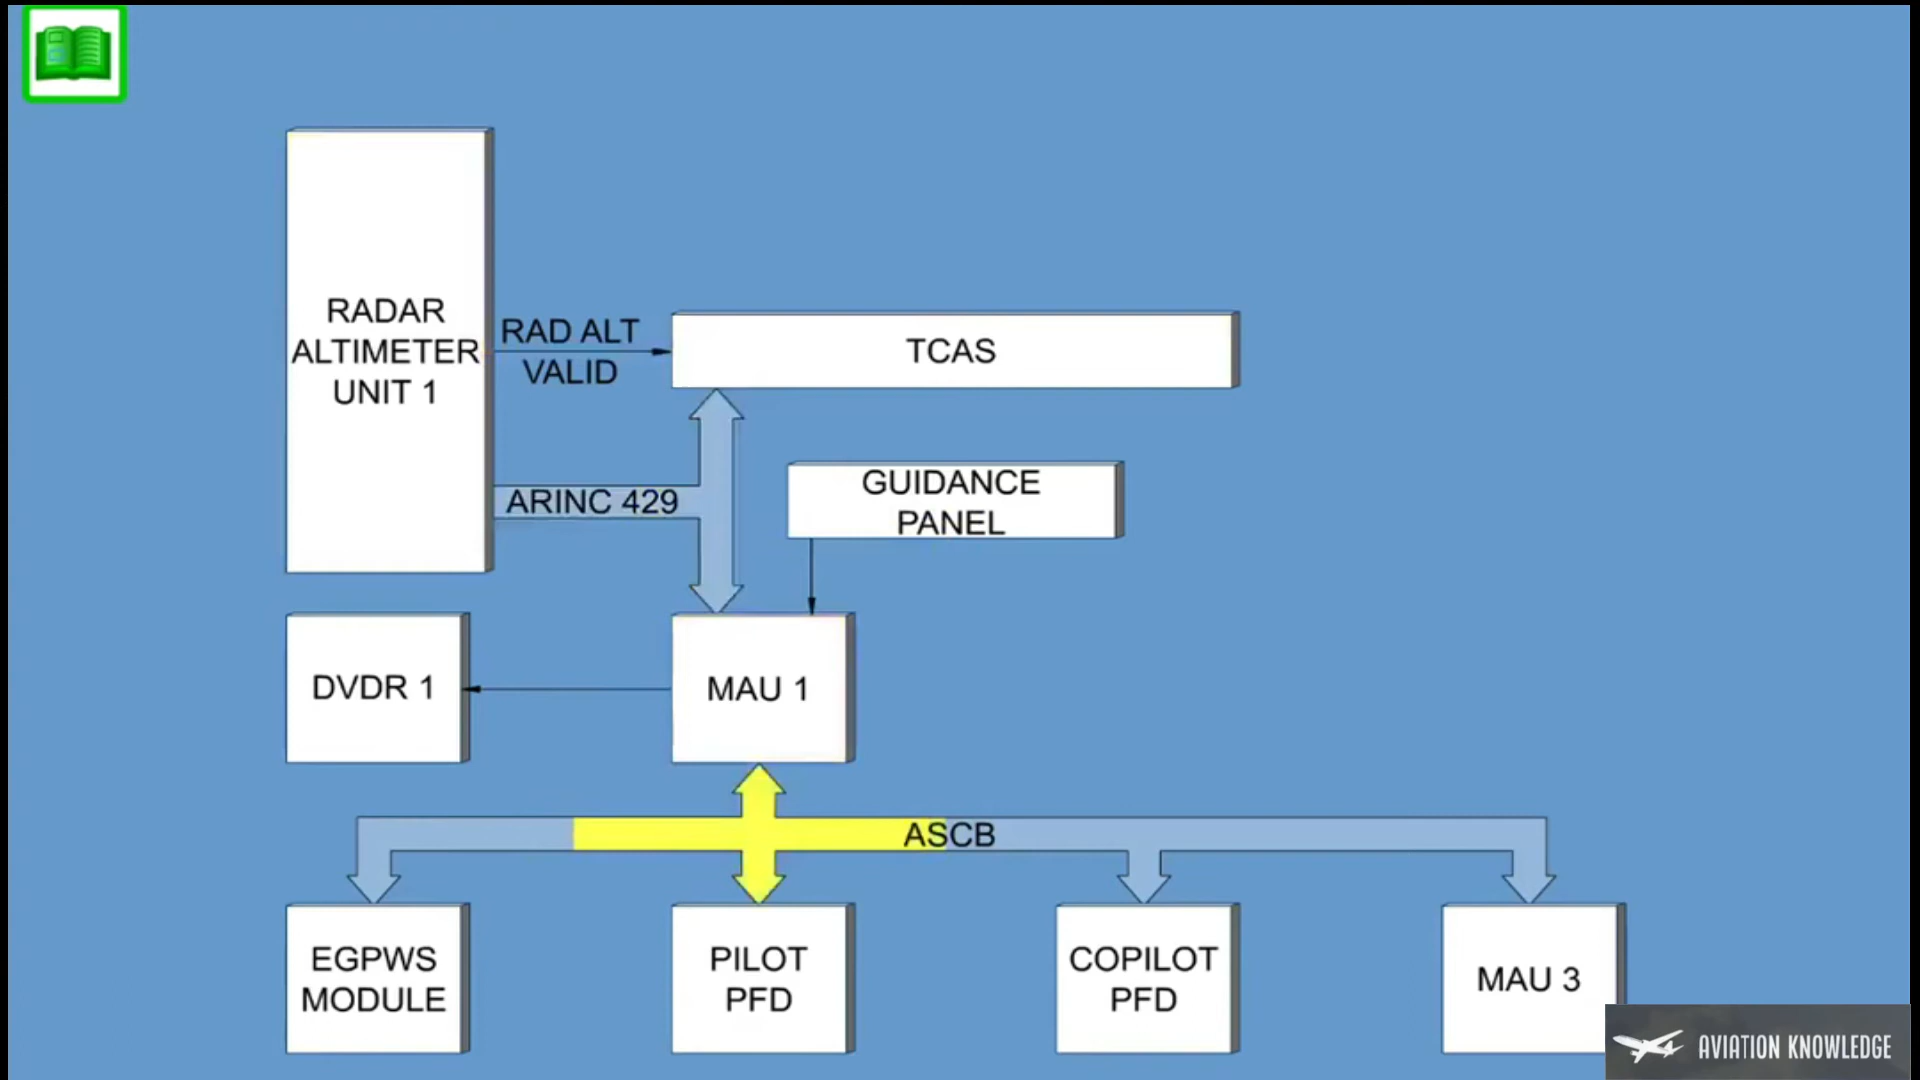 RADAR
ALTIMETER
UNIT 1
RAD ALT
VALID
TCAS
ARINC 429
GUIDANCE
PANEL
DVDR 1
MAU 1
ASCB
EGPWS
MODULE
PILOT
PFD
COPILOT
PFD
MAU 3
AVIATION KNOWLEDGE